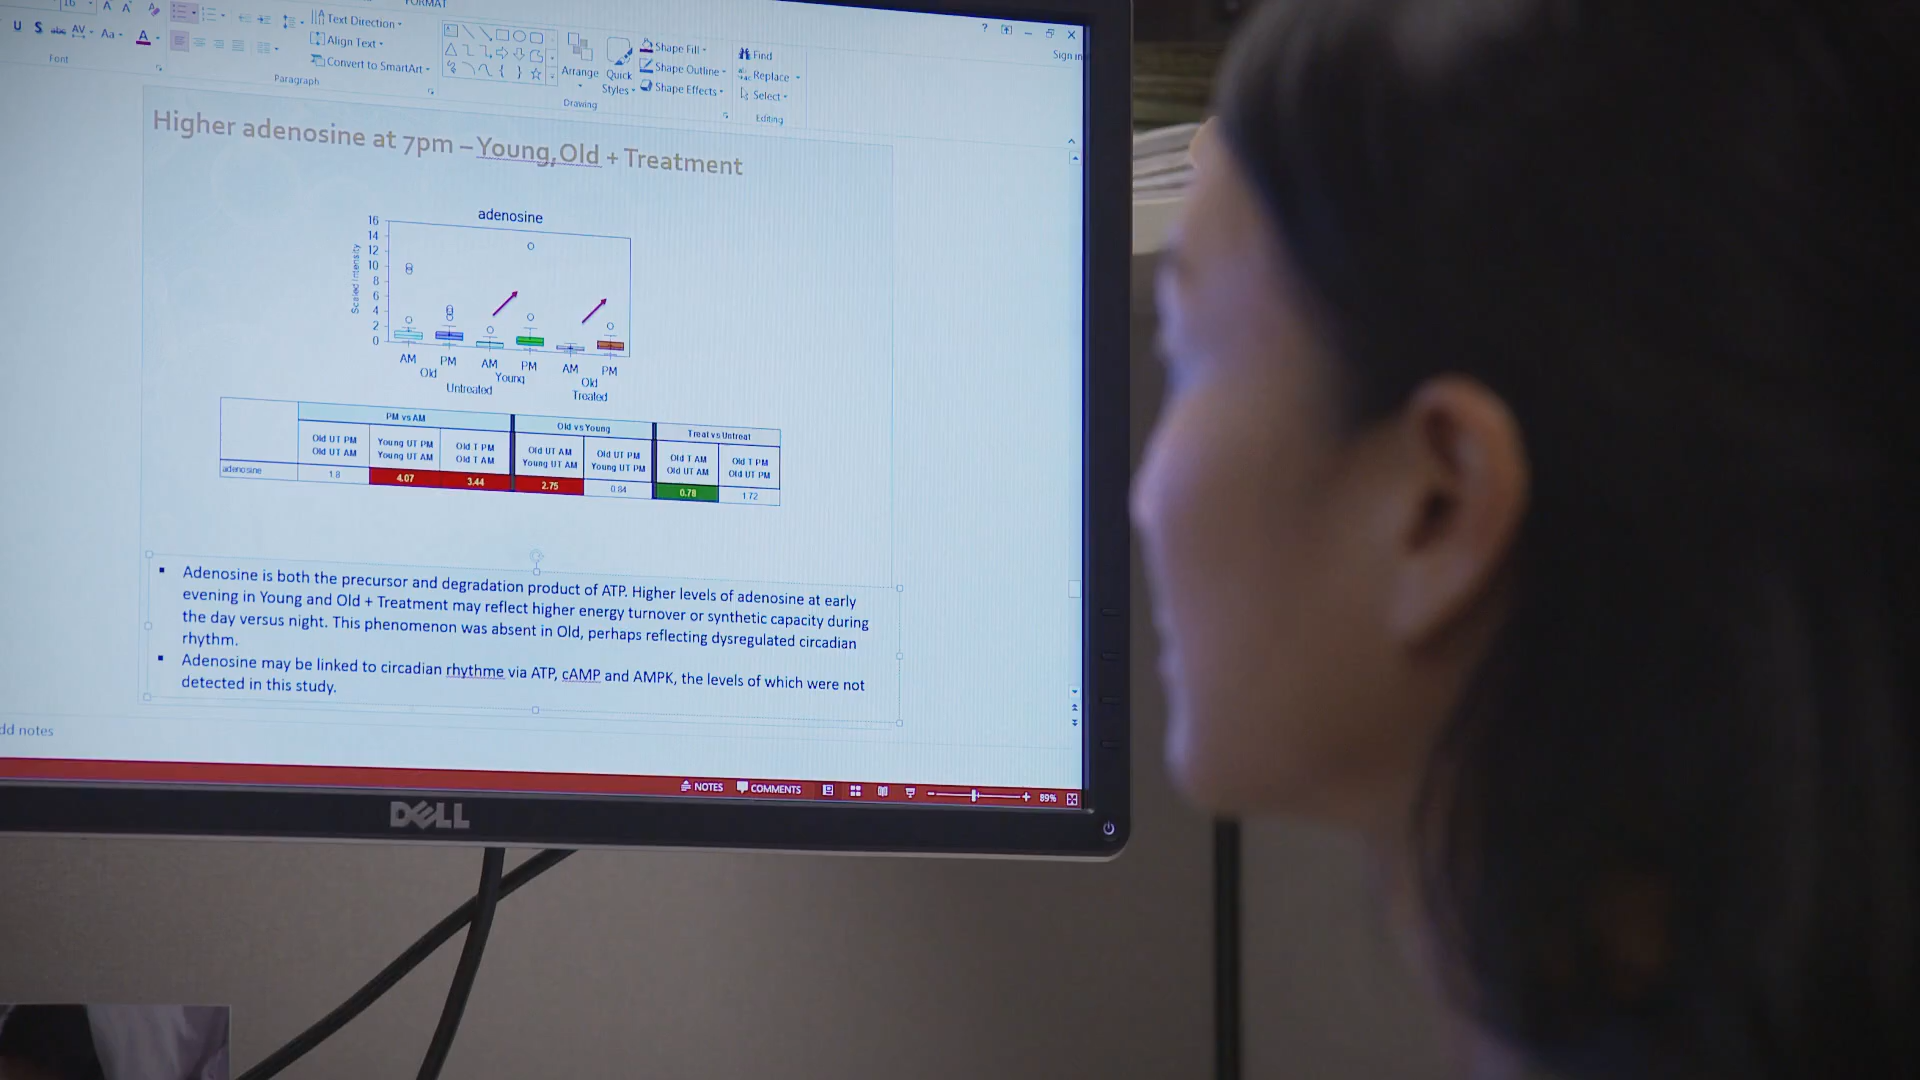 FORMAT
16
Text Direction
Align Text
Convert to SmartArt
Font
Paragraph
Arrange
Quick
Styles
Drawing
Shape Fill
Shape Outline
Shape Effects
Find
Replace
Select
Editing
?
Sign in
Higher adenosine at 7pm – Young,Old + Treatment
adenosine
Scaled Intensity
16
14
12
10
8
6
4
2
0
AM PM AM PM AM PM
Old Young Old
Untreated Treated
PM vs AM Old vs Young Treat vs Untreat
Old UT PM Young UT PM Old T PM Old UT AM Old UT PM Old T AM Old T PM
Old UT AM Young UT AM Old T AM Young UT AM Young UT PM Old UT AM Old UT PM
adenosine 1.8 4.07 3.44 2.75 0.84 0.78 1.72
Adenosine is both the precursor and degradation product of ATP. Higher levels of adenosine at early
evening in Young and Old + Treatment may reflect higher energy turnover or synthetic capacity during
the day versus night. This phenomenon was absent in Old, perhaps reflecting dysregulated circadian
rhythm.
Adenosine may be linked to circadian rhythme via ATP, cAMP and AMPK, the levels of which were not
detected in this study.
dd notes
NOTES COMMENTS 89%
DELL